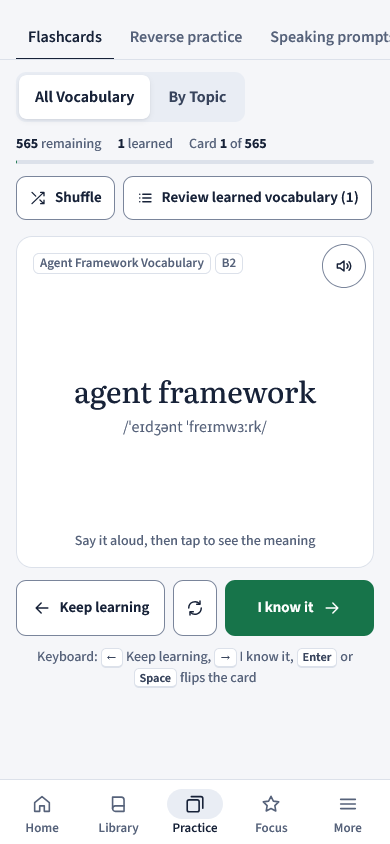 Flashcards Reverse practice Speaking prompts
All Vocabulary By Topic
565 remaining 1 learned Card 1 of 565
Shuffle Review learned vocabulary (1)
Agent Framework Vocabulary B2
agent framework
/ˈeɪdʒənt ˈfreɪmwɜːrk/
Say it aloud, then tap to see the meaning
← Keep learning I know it →
Keyboard: ← Keep learning, → I know it, Enter or
Space flips the card
Home Library Practice Focus More